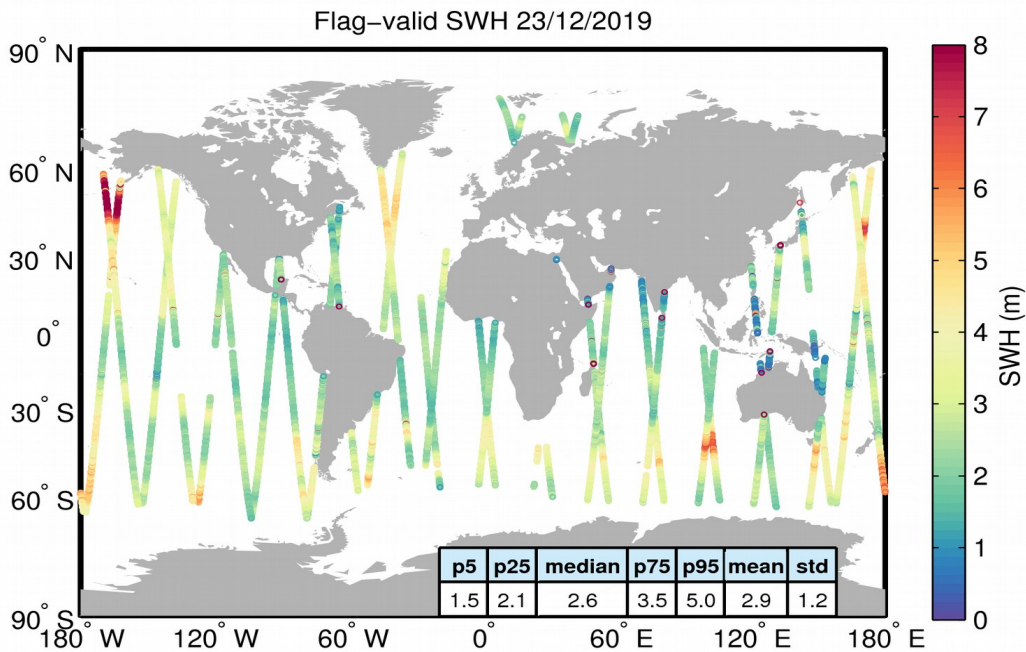 Flag−valid SWH 23/12/2019
90° N
60° N
30° N
0°
30° S
60° S
90° S
180° W
120° W
60° W
0°
60° E
120° E
180° E
p5 p25 median p75 p95 mean std
1.5 2.1 2.6 3.5 5.0 2.9 1.2
8
7
6
5
4
3
2
1
0
SWH (m)